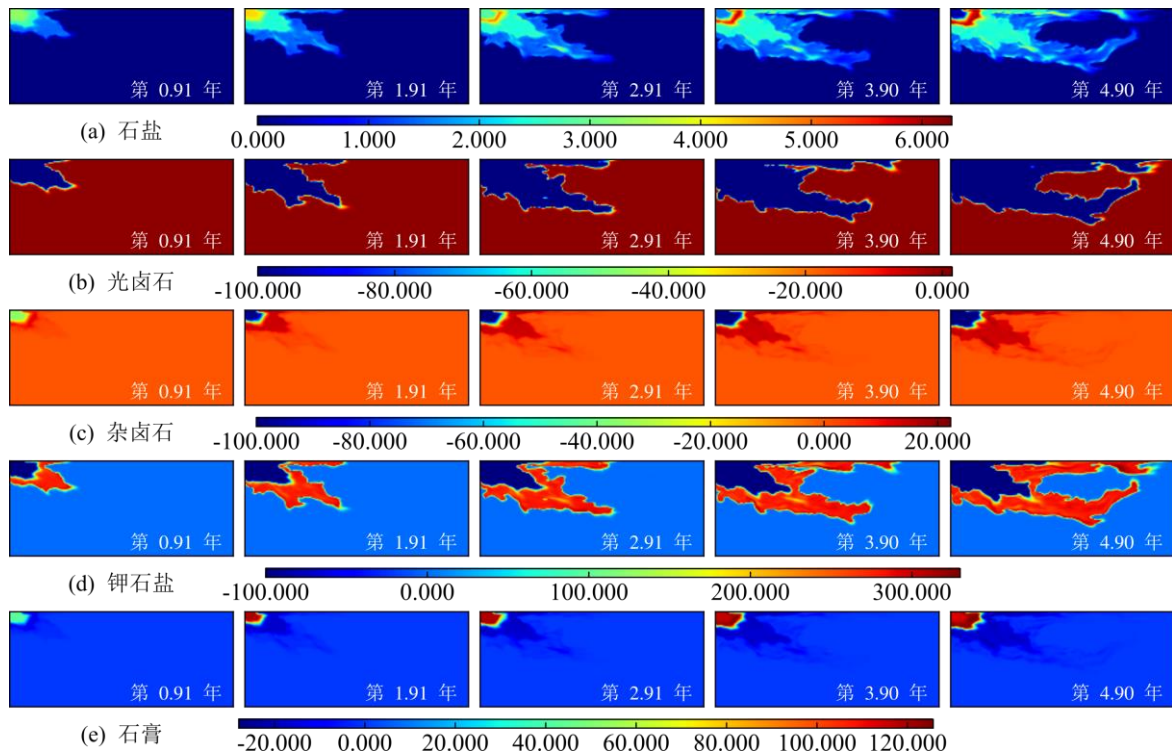 第 0.91 年 第 1.91 年 第 2.91 年 第 3.90 年 第 4.90 年
(a) 石盐
0.000 1.000 2.000 3.000 4.000 5.000 6.000
第 0.91 年 第 1.91 年 第 2.91 年 第 3.90 年 第 4.90 年
(b) 光卤石
-100.000 -80.000 -60.000 -40.000 -20.000 0.000
第 0.91 年 第 1.91 年 第 2.91 年 第 3.90 年 第 4.90 年
(c) 杂卤石
-100.000 -80.000 -60.000 -40.000 -20.000 0.000 20.000
第 0.91 年 第 1.91 年 第 2.91 年 第 3.90 年 第 4.90 年
(d) 钾石盐
-100.000 0.000 100.000 200.000 300.000
第 0.91 年 第 1.91 年 第 2.91 年 第 3.90 年 第 4.90 年
(e) 石膏
-20.000 0.000 20.000 40.000 60.000 80.000 100.000 120.000